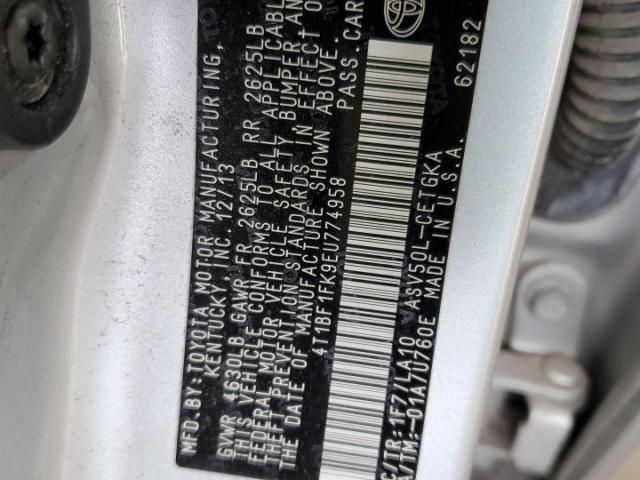 MFD. BY: TOYOTA MOTOR MANUFACTURING,
KENTUCKY, INC. 12/13
GVWR 4630LB GAWR FR 2625LB RR 2625LB
THIS VEHICLE CONFORMS TO ALL APPLICABLE
FEDERAL MOTOR VEHICLE SAFETY, BUMPER AND
THEFT PREVENTION STANDARDS IN EFFECT ON
THE DATE OF MANUFACTURE SHOWN ABOVE.
4T1BF1FK9EU774958 PASS. CAR
C/TR: 1F7/LA10 ASV50L-CETGKA
A/TM: -01A/U760E MADE IN U.S.A. 62182